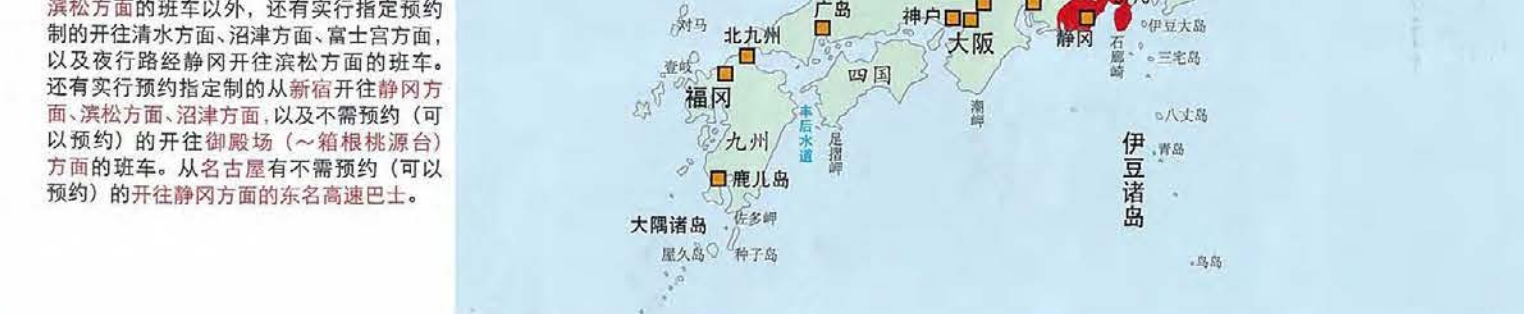 滨松方面的班车以外，还有实行指定预约
制的开往清水方面、沼津方面、富士宫方面，
以及夜行路经静冈开往滨松方面的班车。
还有实行预约指定制的从新宿开往静冈方
面、滨松方面、沼津方面，以及不需预约（可
以预约）的开往御殿场（～箱根桃源台）
方面的班车。从名古屋有不需预约（可以
预约）的开往静冈方面的东名高速巴士。
对马
广岛
神户
北九州
大阪
静冈
伊豆大岛
石廊崎
三宅岛
壹岐
四国
福冈
潮岬
八丈岛
丰后水道
足摺岬
九州
伊豆诸岛
青岛
鹿儿岛
大隅诸岛
佐多岬
屋久岛
种子岛
鸟岛